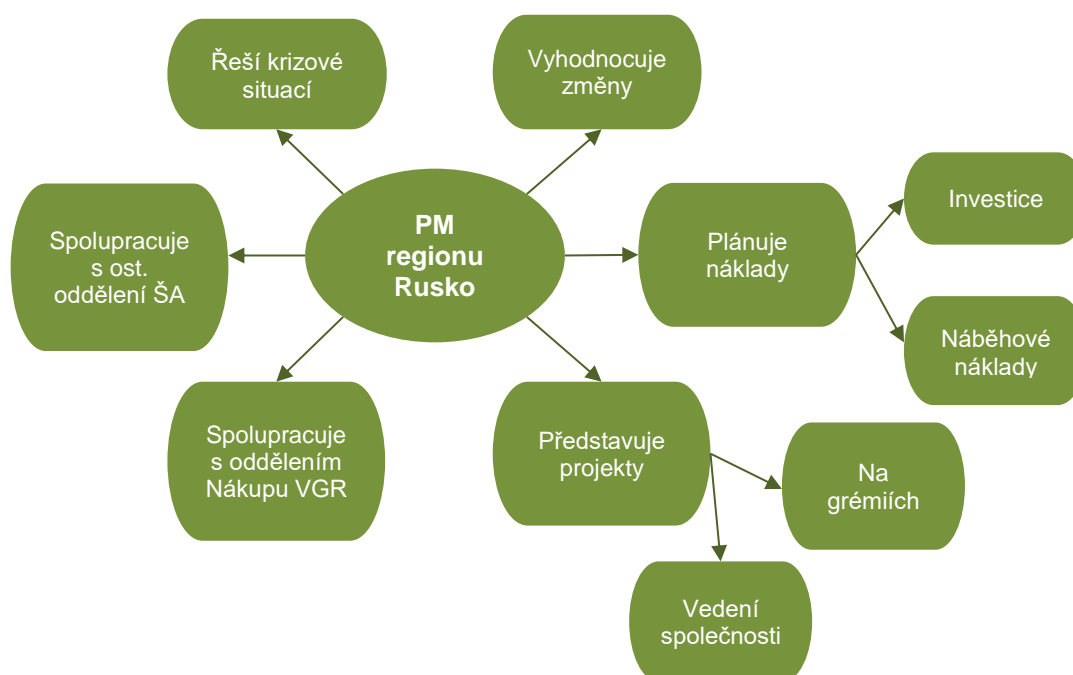 Řeší krizové
situací
Vyhodnocuje
změny
Investice
PM
regionu
Rusko
Plánuje
náklady
Spolupracuje
s ost.
oddělení ŠA
Náběhové
náklady
Spolupracuje
s oddělením
Nákupu VGR
Představuje
projekty
Na
grémiích
Vedení
společnosti